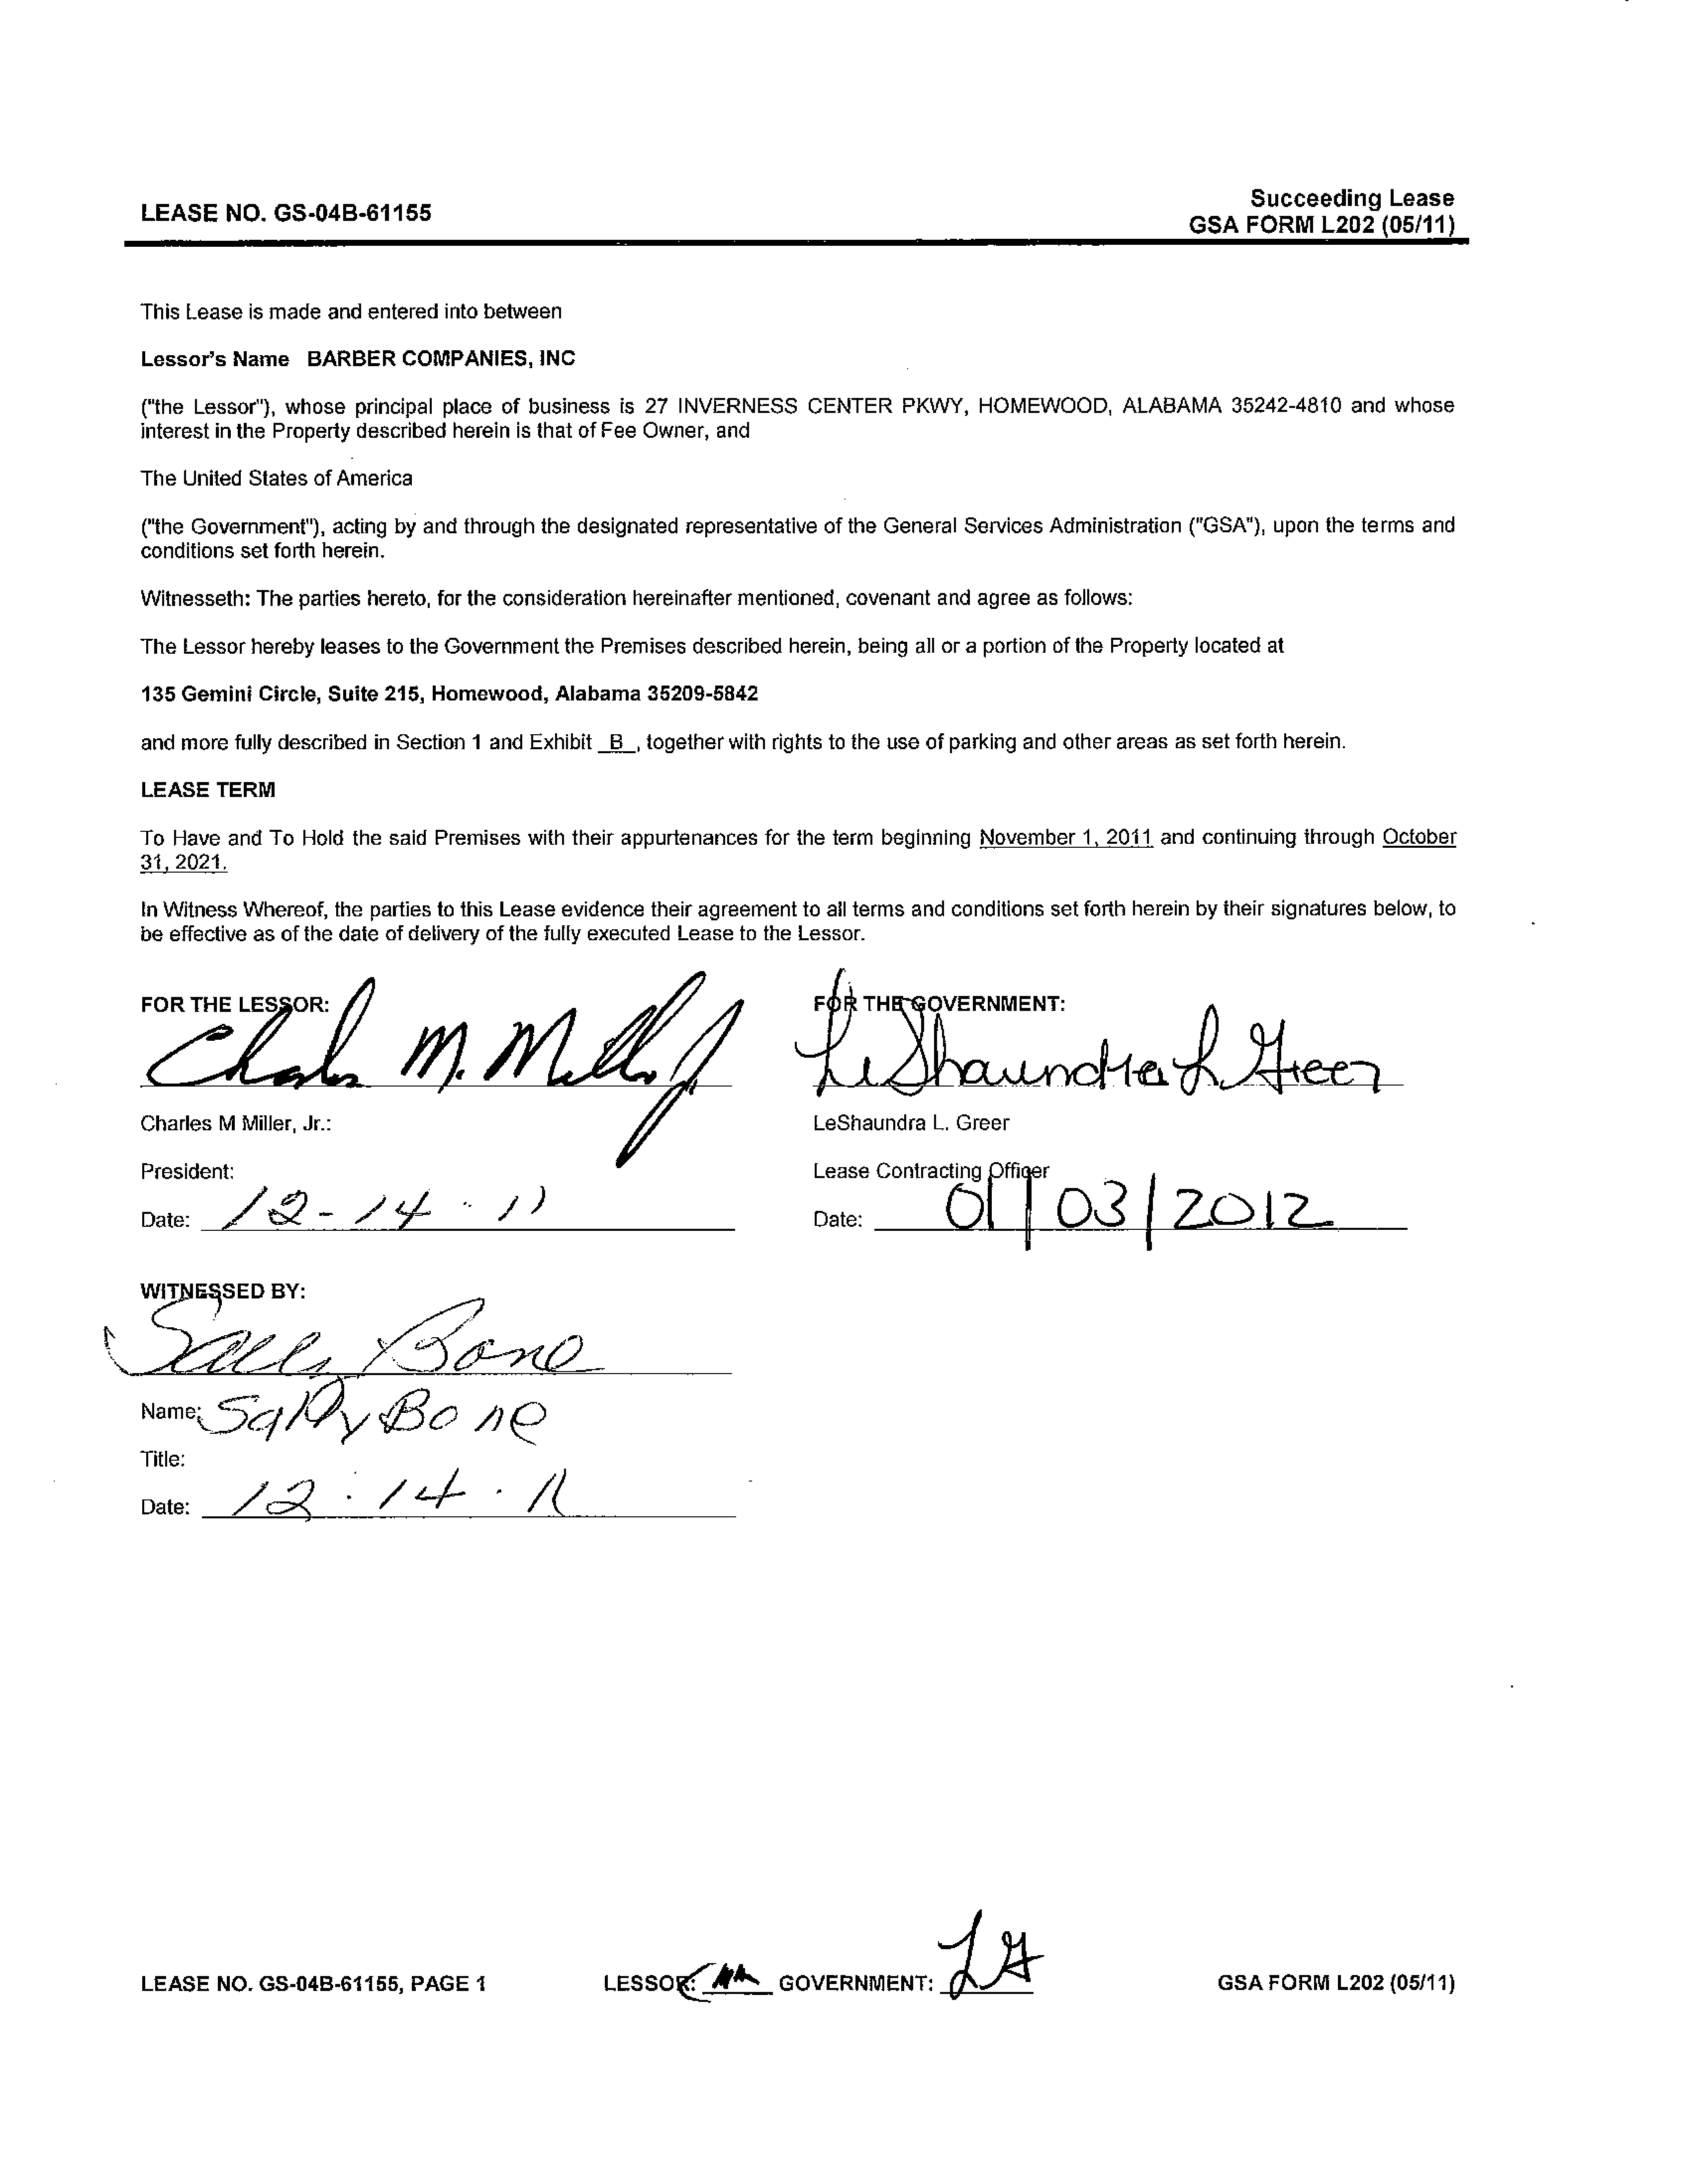 LEASE NO. GS-04B-61155
Succeeding Lease
GSA FORM L202 (05/11)
This Lease is made and entered into between
Lessor's Name BARBER COMPANIES, INC
("the Lessor"), whose principal place of business is 27 INVERNESS CENTER PKWY, HOMEWOOD, ALABAMA 35242-4810 and whose
interest in the Property described herein is that of Fee Owner, and
The United States of America
("the Government"), acting by and through the designated representative of the General Services Administration ("GSA"), upon the terms and
conditions set forth herein.
Witnesseth: The parties hereto, for the consideration hereinafter mentioned, covenant and agree as follows:
The Lessor hereby leases to the Government the Premises described herein, being all or a portion of the Property located at
135 Gemini Circle, Suite 215, Homewood, Alabama 35209-5842
and more fully described in Section 1 and Exhibit _B_, together with rights to the use of parking and other areas as set forth herein.
LEASE TERM
To Have and To Hold the said Premises with their appurtenances for the term beginning November 1, 2011 and continuing through October
31, 2021.
In Witness Whereof, the parties to this Lease evidence their agreement to all terms and conditions set forth herein by their signatures below, to
be effective as of the date of delivery of the fully executed Lease to the Lessor.
FOR THE LESSOR:
Charles M. Miller Jr
Charles M Miller, Jr.:
President:
Date: 12-14-11
FOR THE GOVERNMENT:
LeShaundra L. Greer
LeShaundra L. Greer
Lease Contracting Officer
Date: 01/03/2012
WITNESSED BY:
Sally Bone
Name: Sally Bone
Title:
Date: 12.14.11
LEASE NO. GS-04B-61155, PAGE 1 LESSOR: GOVERNMENT: LG GSA FORM L202 (05/11)